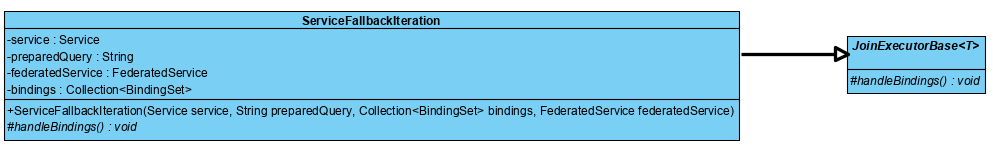 ServiceFallbackIteration
-service : Service
-preparedQuery : String
-federatedService : FederatedService
-bindings : Collection<BindingSet>
+ServiceFallbackIteration(Service service, String preparedQuery, Collection<BindingSet> bindings, FederatedService federatedService)
#handleBindings() : void
JoinExecutorBase<T>
#handleBindings() : void